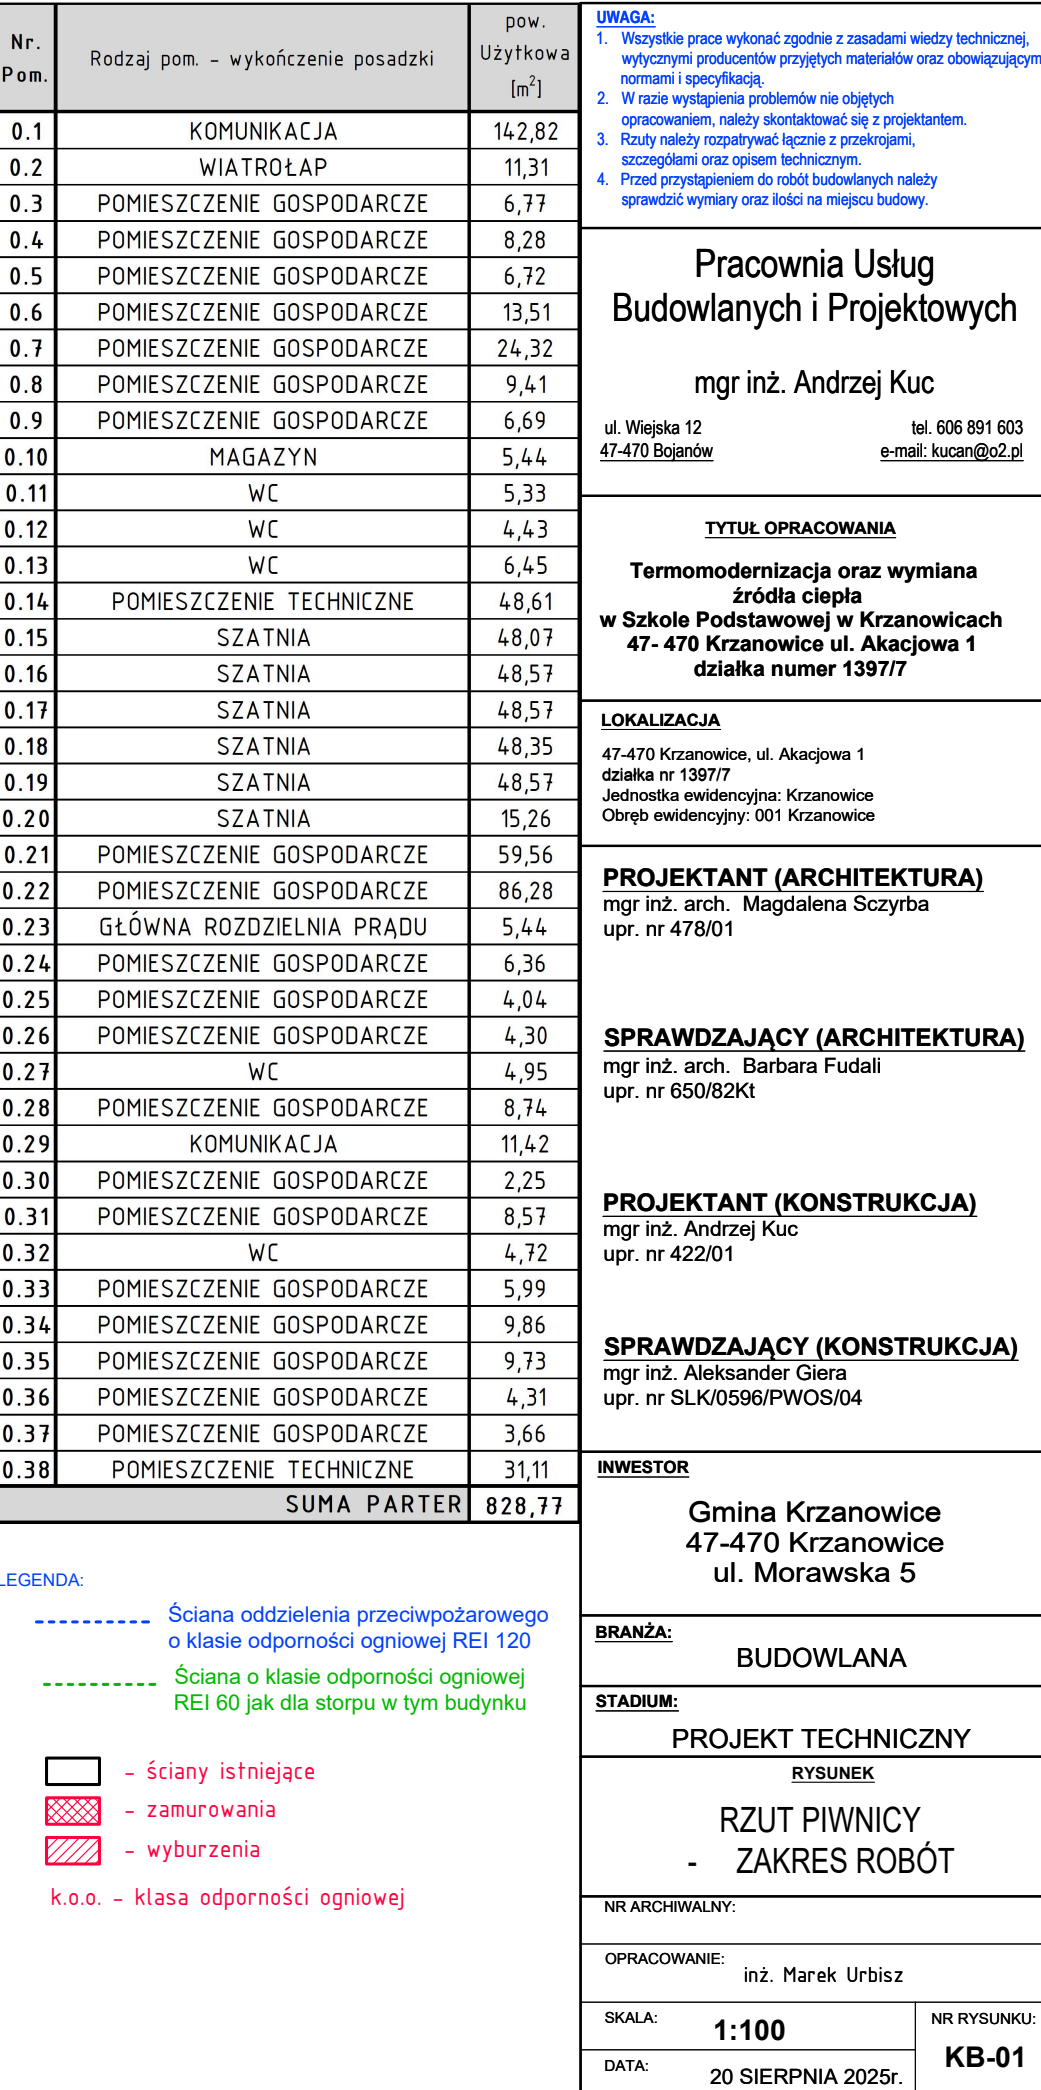 Nr. Pom. Rodzaj pom. - wykończenie posadzki pow. Użytkowa [m²]
0.1 KOMUNIKACJA 142,82
0.2 WIATROŁAP 11,31
0.3 POMIESZCZENIE GOSPODARCZE 6,77
0.4 POMIESZCZENIE GOSPODARCZE 8,28
0.5 POMIESZCZENIE GOSPODARCZE 6,72
0.6 POMIESZCZENIE GOSPODARCZE 13,51
0.7 POMIESZCZENIE GOSPODARCZE 24,32
0.8 POMIESZCZENIE GOSPODARCZE 9,41
0.9 POMIESZCZENIE GOSPODARCZE 6,69
0.10 MAGAZYN 5,44
0.11 WC 5,33
0.12 WC 4,43
0.13 WC 6,45
0.14 POMIESZCZENIE TECHNICZNE 48,61
0.15 SZATNIA 48,07
0.16 SZATNIA 48,57
0.17 SZATNIA 48,57
0.18 SZATNIA 48,35
0.19 SZATNIA 48,57
0.20 SZATNIA 15,26
0.21 POMIESZCZENIE GOSPODARCZE 59,56
0.22 POMIESZCZENIE GOSPODARCZE 86,28
0.23 GŁÓWNA ROZDZIELNIA PRĄDU 5,44
0.24 POMIESZCZENIE GOSPODARCZE 6,36
0.25 POMIESZCZENIE GOSPODARCZE 4,04
0.26 POMIESZCZENIE GOSPODARCZE 4,30
0.27 WC 4,95
0.28 POMIESZCZENIE GOSPODARCZE 8,74
0.29 KOMUNIKACJA 11,42
0.30 POMIESZCZENIE GOSPODARCZE 2,25
0.31 POMIESZCZENIE GOSPODARCZE 8,57
0.32 WC 4,72
0.33 POMIESZCZENIE GOSPODARCZE 5,99
0.34 POMIESZCZENIE GOSPODARCZE 9,86
0.35 POMIESZCZENIE GOSPODARCZE 9,73
0.36 POMIESZCZENIE GOSPODARCZE 4,31
0.37 POMIESZCZENIE GOSPODARCZE 3,66
0.38 POMIESZCZENIE TECHNICZNE 31,11
SUMA PARTER 828,77
LEGENDA:
Ściana oddzielenia przeciwpożarowego
o klasie odporności ogniowej REI 120
Ściana o klasie odporności ogniowej
REI 60 jak dla storpu w tym budynku
- ściany istniejące
- zamurowania
- wyburzenia
k.o.o. - klasa odporności ogniowej
UWAGA:
1. Wszystkie prace wykonać zgodnie z zasadami wiedzy technicznej,
wytycznymi producentów przyjętych materiałów oraz obowiązującym
normami i specyfikacją.
2. W razie wystąpienia problemów nie objętych
opracowaniem, należy skontaktować się z projektantem.
3. Rzuty należy rozpatrywać łącznie z przekrojami,
szczegółami oraz opisem technicznym.
4. Przed przystąpieniem do robót budowlanych należy
sprawdzić wymiary oraz ilości na miejscu budowy.
Pracownia Usług
Budowlanych i Projektowych
mgr inż. Andrzej Kuc
ul. Wiejska 12 tel. 606 891 603
47-470 Bojanów e-mail: kucan@o2.pl
TYTUŁ OPRACOWANIA
Termomodernizacja oraz wymiana
źródła ciepła
w Szkole Podstawowej w Krzanowicach
47- 470 Krzanowice ul. Akacjowa 1
działka numer 1397/7
LOKALIZACJA
47-470 Krzanowice, ul. Akacjowa 1
działka nr 1397/7
Jednostka ewidencyjna: Krzanowice
Obręb ewidencyjny: 001 Krzanowice
PROJEKTANT (ARCHITEKTURA)
mgr inż. arch. Magdalena Sczyrba
upr. nr 478/01
SPRAWDZAJĄCY (ARCHITEKTURA)
mgr inż. arch. Barbara Fudali
upr. nr 650/82Kt
PROJEKTANT (KONSTRUKCJA)
mgr inż. Andrzej Kuc
upr. nr 422/01
SPRAWDZAJĄCY (KONSTRUKCJA)
mgr inż. Aleksander Giera
upr. nr SLK/0596/PWOS/04
INWESTOR
Gmina Krzanowice
47-470 Krzanowice
ul. Morawska 5
BRANŻA:
BUDOWLANA
STADIUM:
PROJEKT TECHNICZNY
RYSUNEK
RZUT PIWNICY
- ZAKRES ROBÓT
NR ARCHIWALNY:
OPRACOWANIE: inż. Marek Urbisz
SKALA: 1:100
DATA: 20 SIERPNIA 2025r.
NR RYSUNKU:
KB-01